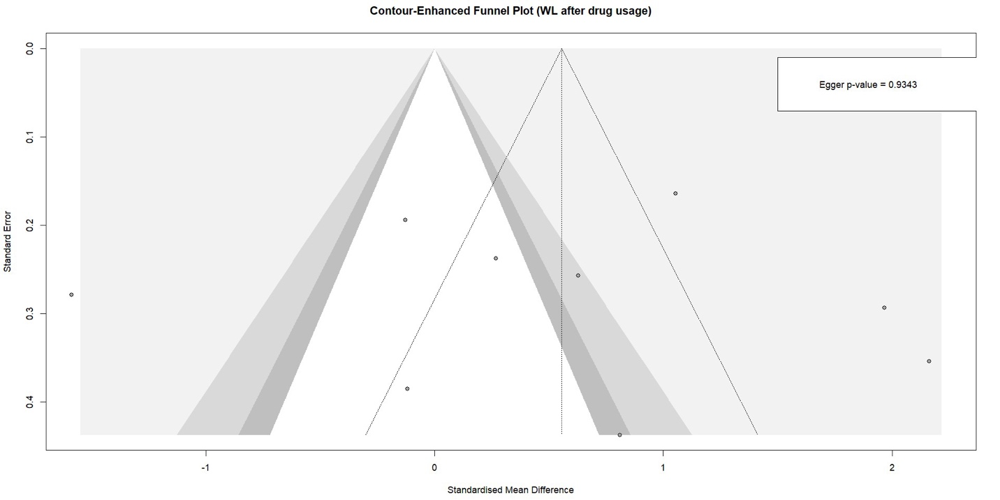 Contour-Enhanced Funnel Plot (WL after drug usage)
Egger p-value = 0.9343
Standard Error
0.0
0.1
0.2
0.3
0.4
-1
0
1
2
Standardised Mean Difference